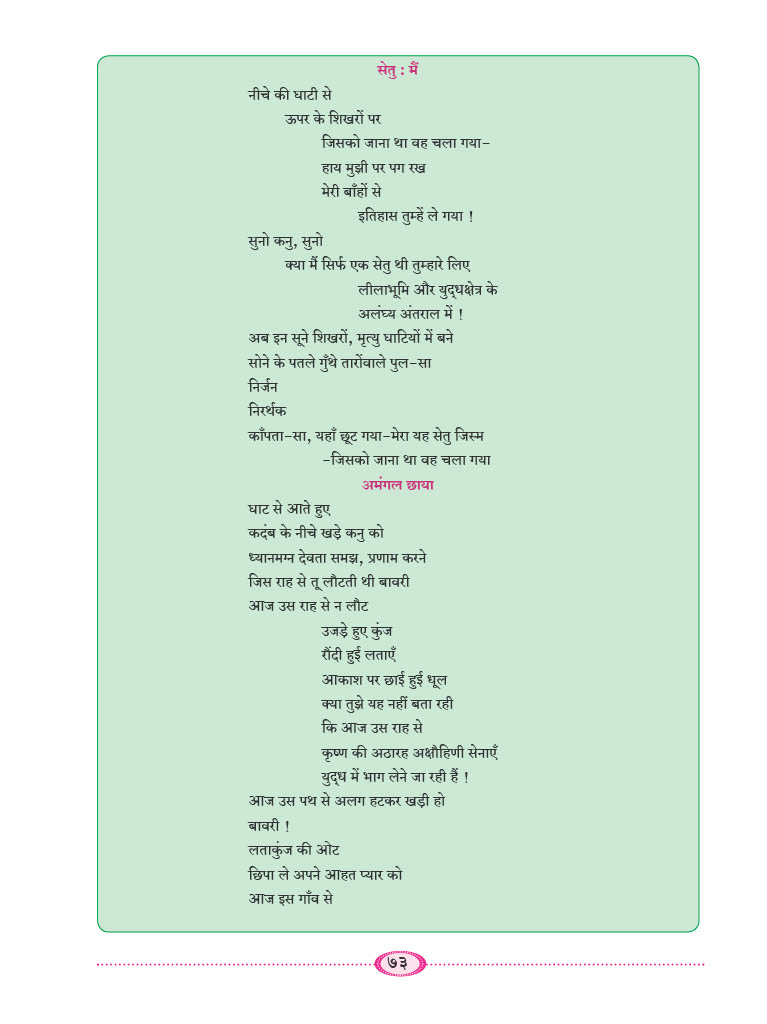 सेतु : मैं
नीचे की घाटी से
ऊपर के शिखरों पर
जिसको जाना था वह चला गया-
हाय मुझी पर पग रख
मेरी बाँहों से
इतिहास तुम्हें ले गया !
सुनो कनु, सुनो
क्या मैं सिर्फ एक सेतु थी तुम्हारे लिए
लीलाभूमि और युद्धक्षेत्र के
अलंघ्य अंतराल में !
अब इन सूने शिखरों, मृत्यु घाटियों में बने
सोने के पतले गुँथे तारोंवाले पुल-सा
निर्जन
निरर्थक
काँपता-सा, यहाँ छूट गया-मेरा यह सेतु जिस्म
-जिसको जाना था वह चला गया
अमंगल छाया
घाट से आते हुए
कदंब के नीचे खड़े कनु को
ध्यानमग्न देवता समझ, प्रणाम करने
जिस राह से तू लौटती थी बावरी
आज उस राह से न लौट
उजड़े हुए कुंज
रौंदी हुई लताएँ
आकाश पर छाई हुई धूल
क्या तुझे यह नहीं बता रही
कि आज उस राह से
कृष्ण की अठारह अक्षौहिणी सेनाएँ
युद्ध में भाग लेने जा रही हैं !
आज उस पथ से अलग हटकर खड़ी हो
बावरी !
लताकुंज की ओट
छिपा ले अपने आहत प्यार को
आज इस गाँव से
७३